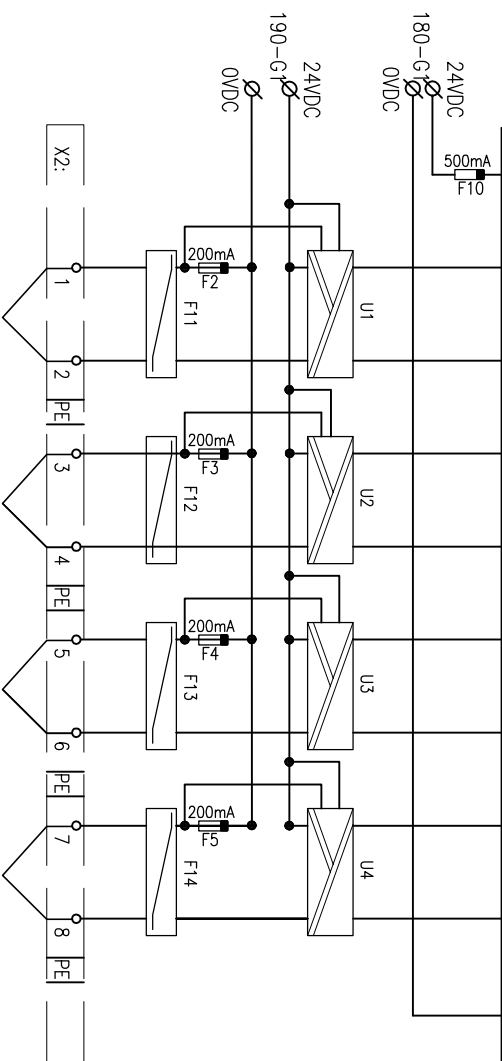 24VDC
180-G1
0VDC
500mA
F10
24VDC
190-G1
0VDC
U1
U2
U3
U4
200mA
F2
200mA
F3
200mA
F4
200mA
F5
F11
F12
F13
F14
X2:
1
2
PE
3
4
PE
5
6
PE
7
8
PE